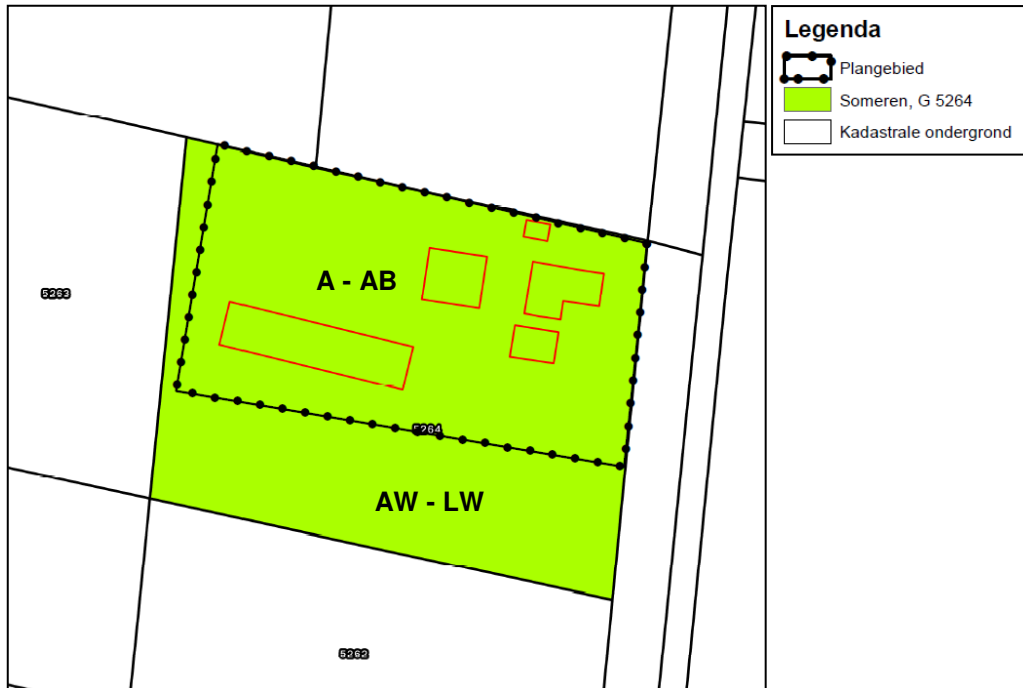 Legenda
Plangebied
Someren, G 5264
Kadastrale ondergrond
A - AB
5263
5264
AW - LW
5262